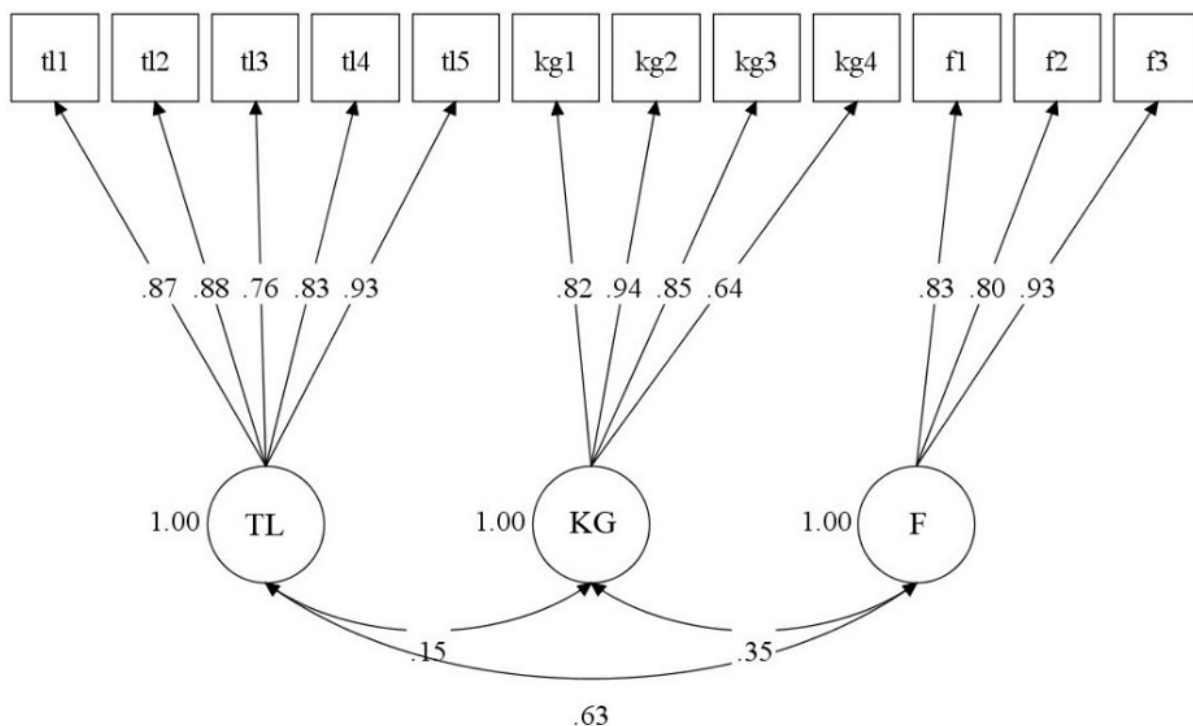 tl1 tl2 tl3 tl4 tl5 kg1 kg2 kg3 kg4 f1 f2 f3
.87 .88 .76 .83 .93 .82 .94 .85 .64 .83 .80 .93
1.00 TL 1.00 KG 1.00 F
.15 .35
.63